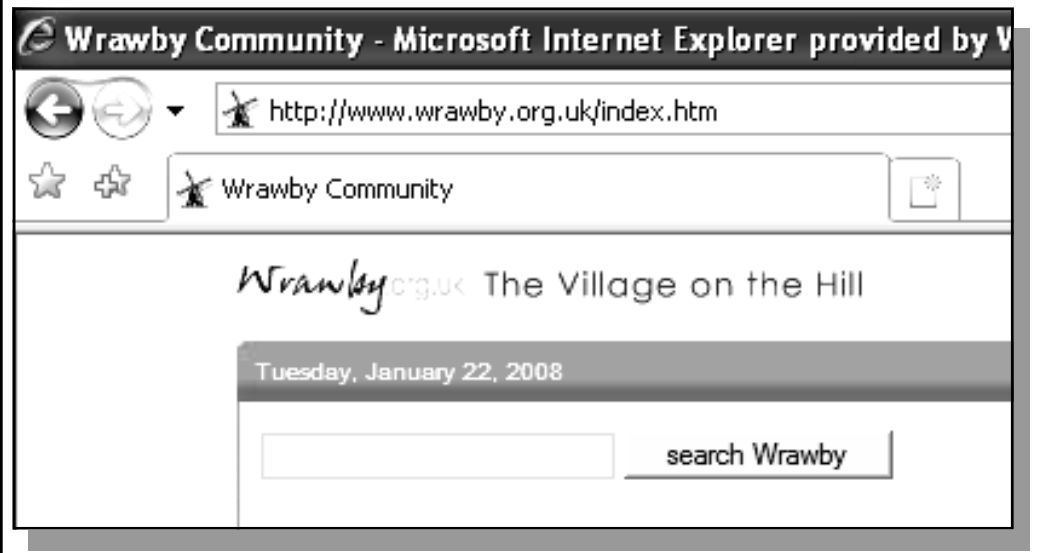 Wrawby Community - Microsoft Internet Explorer provided by
http://www.wrawby.org.uk/index.htm
Wrawby Community
Wrawby org.uk The Village on the Hill
Tuesday, January 22, 2008
search Wrawby